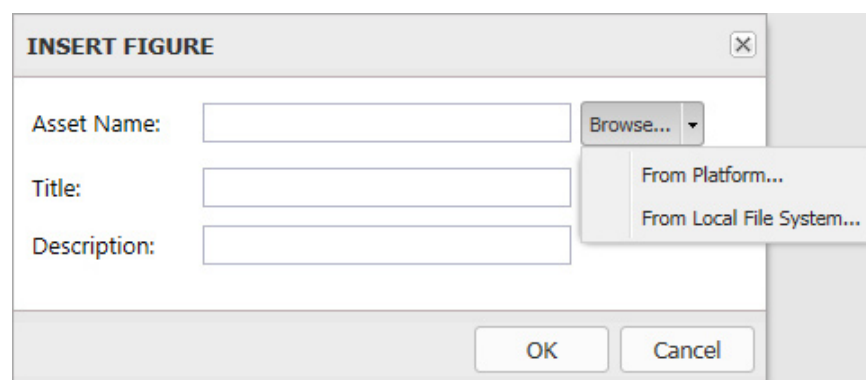 INSERT FIGURE
Asset Name:
Browse...
From Platform...
Title:
From Local File System...
Description:
OK
Cancel